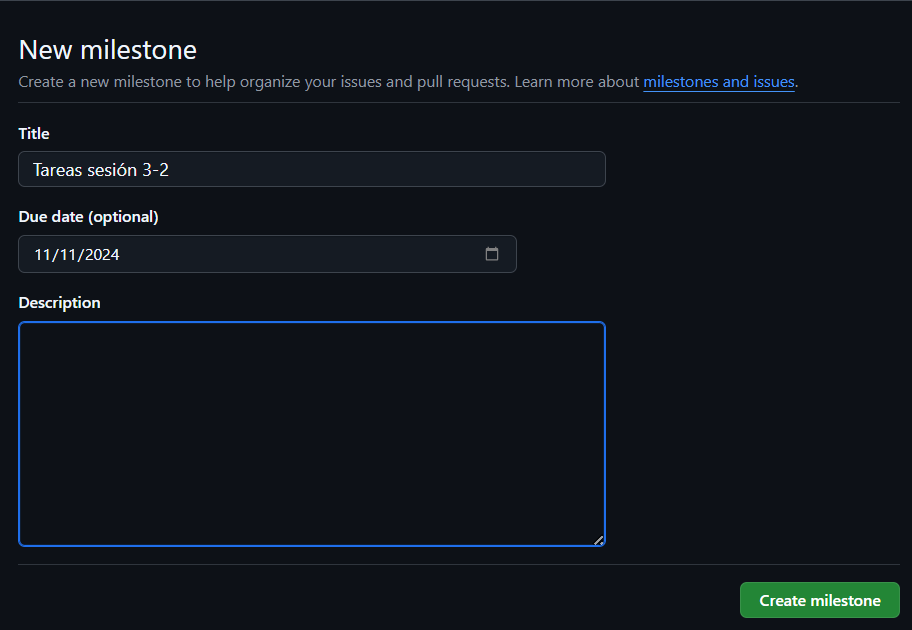 New milestone
Create a new milestone to help organize your issues and pull requests. Learn more about milestones and issues.
Title
Tareas sesión 3-2
Due date (optional)
11/11/2024
Description
Create milestone